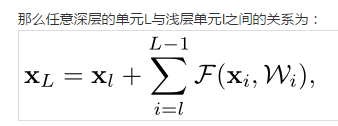 那么任意深层的单元L与浅层单元l之间的关系为：
x_L = x_l + \sum_{i=l}^{L-1} \mathcal{F}(x_i, \mathcal{W}_i),